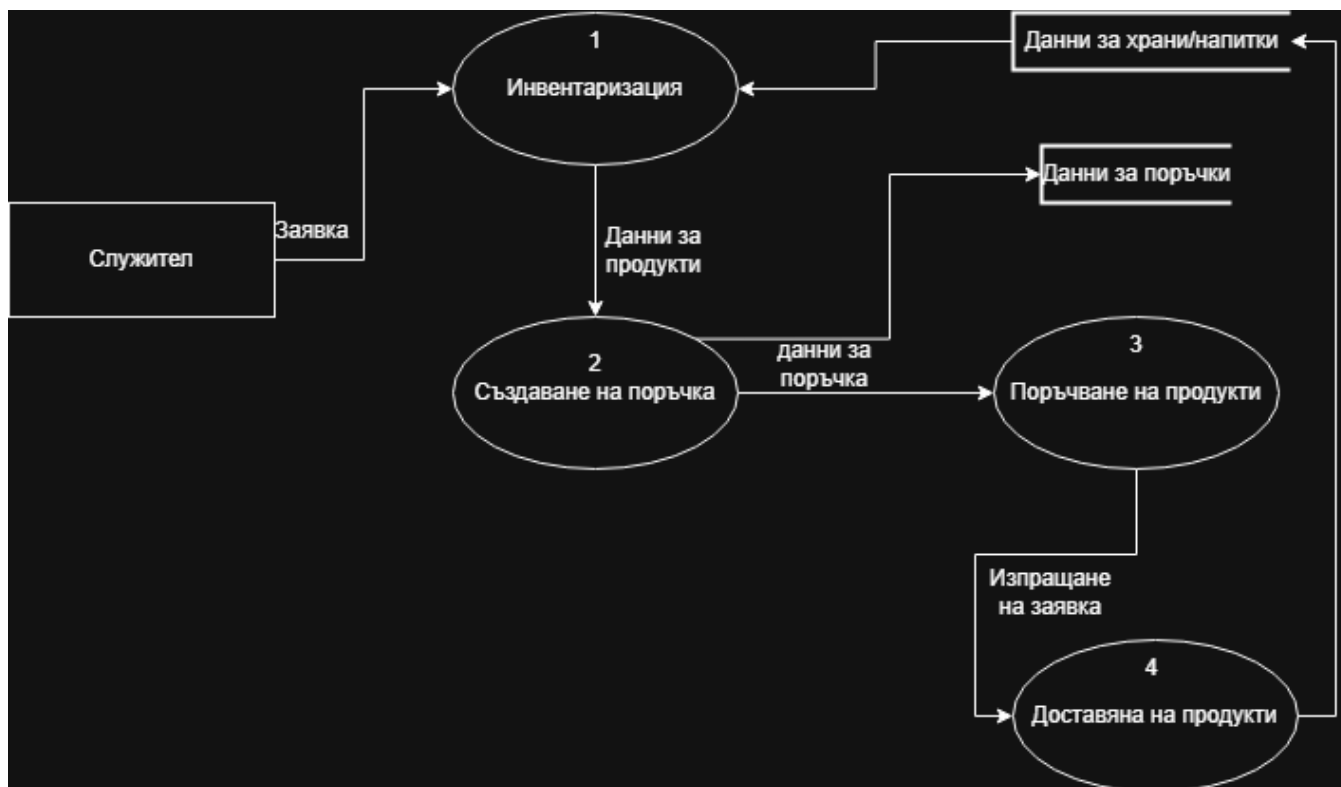 1
Инвентаризация
Данни за храни/напитки
Данни за поръчки
Служител
Заявка
Данни за
продукти
2
Създаване на поръчка
данни за
поръчка
3
Поръчване на продукти
Изпращане
на заявка
4
Доставяна на продукти